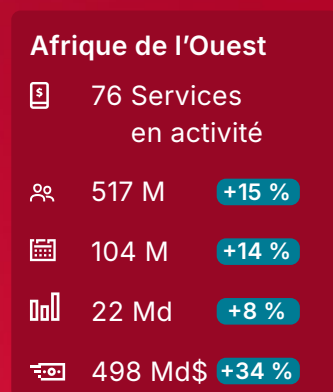 Afrique de l’Ouest
76 Services
en activité
517 M +15 %
104 M +14 %
22 Md +8 %
498 Md$ +34 %